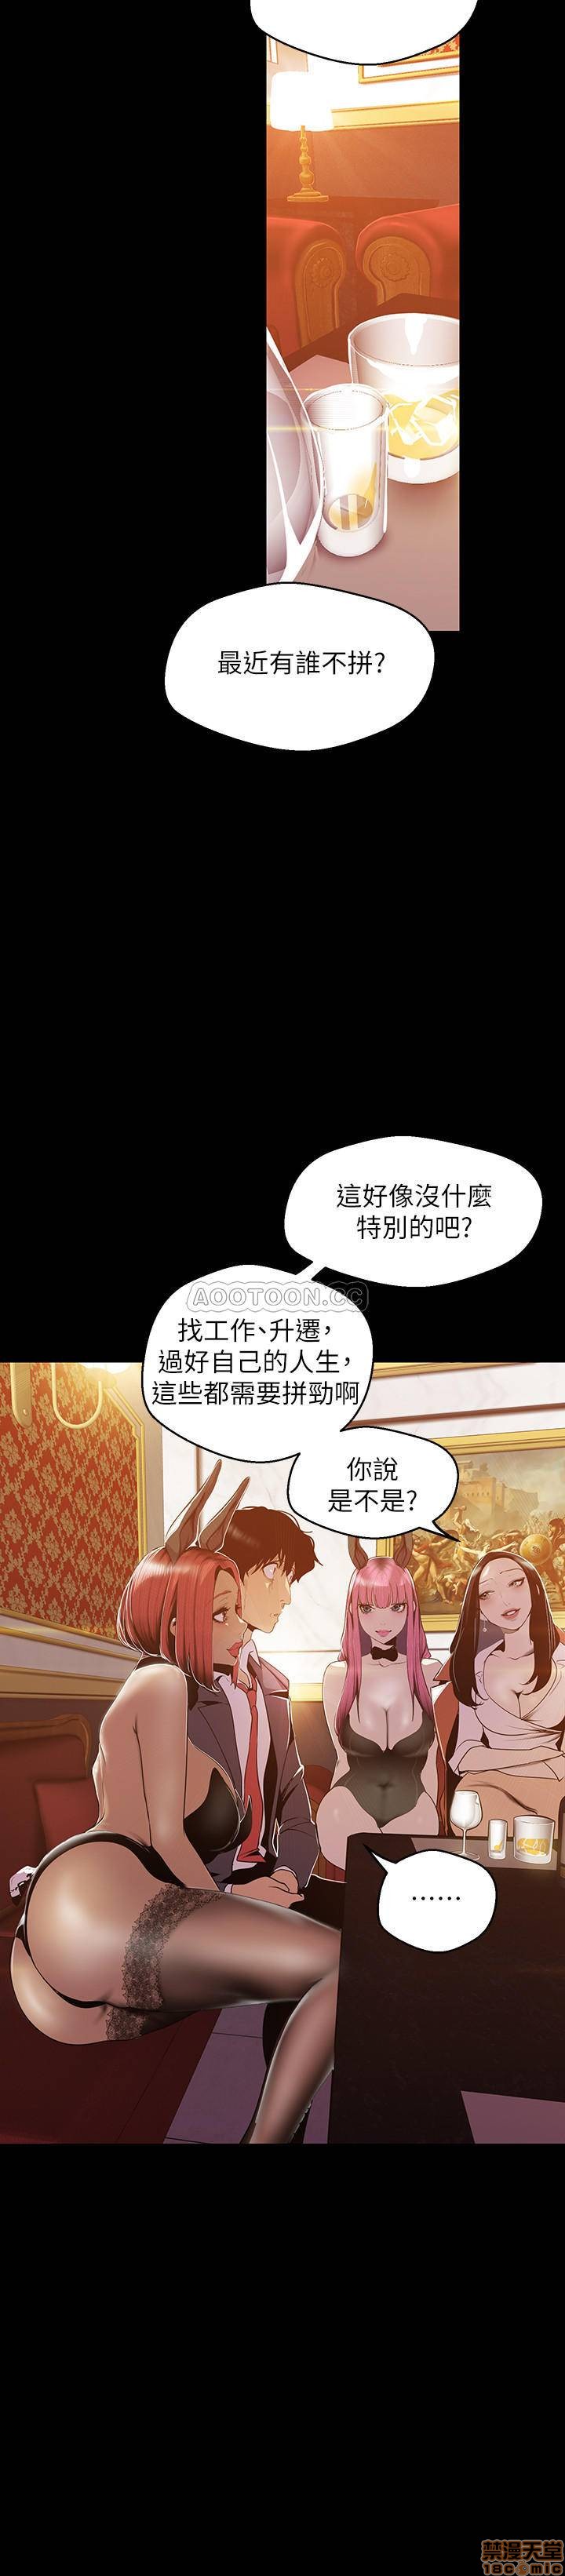 最近有誰不拼?
這好像沒什麼
特別的吧?
AOOTOON.CC
找工作、升遷,
過好自己的人生,
這些都需要拼勁啊
你說
是不是?
……
禁漫天堂
18comic